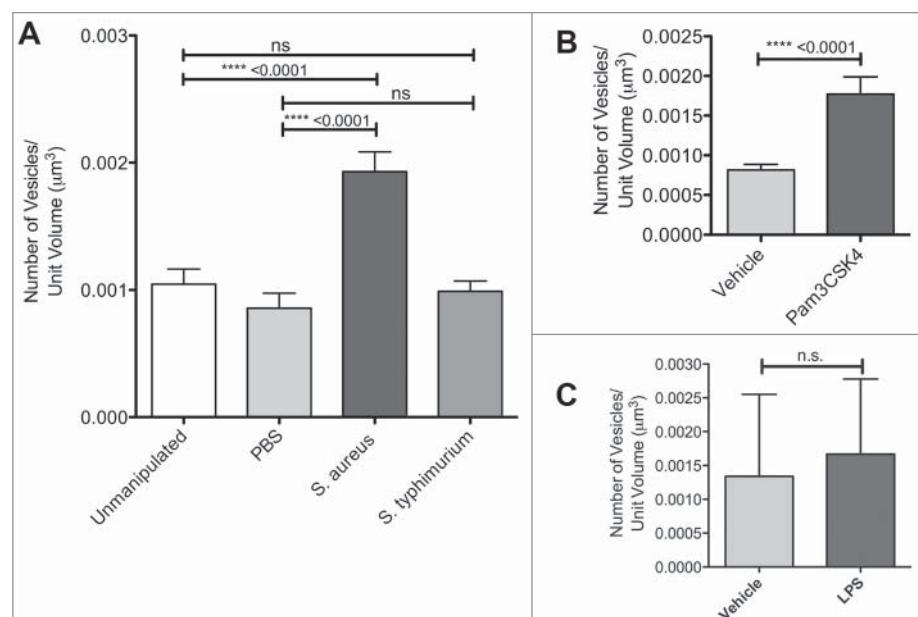 A
Number of Vesicles/
Unit Volume (μm³)
0.003
0.002
0.001
0.000
ns
**** <0.0001
ns
**** <0.0001
Unmanipulated
PBS
S. aureus
S. typhimurium
B
Number of Vesicles/
Unit Volume (μm³)
0.0025
0.0020
0.0015
0.0010
0.0005
0.0000
**** <0.0001
Vehicle
Pam3CSK4
C
Number of Vesicles/
Unit Volume (μm³)
0.0030
0.0025
0.0020
0.0015
0.0010
0.0005
0.0000
n.s.
Vehicle
LPS